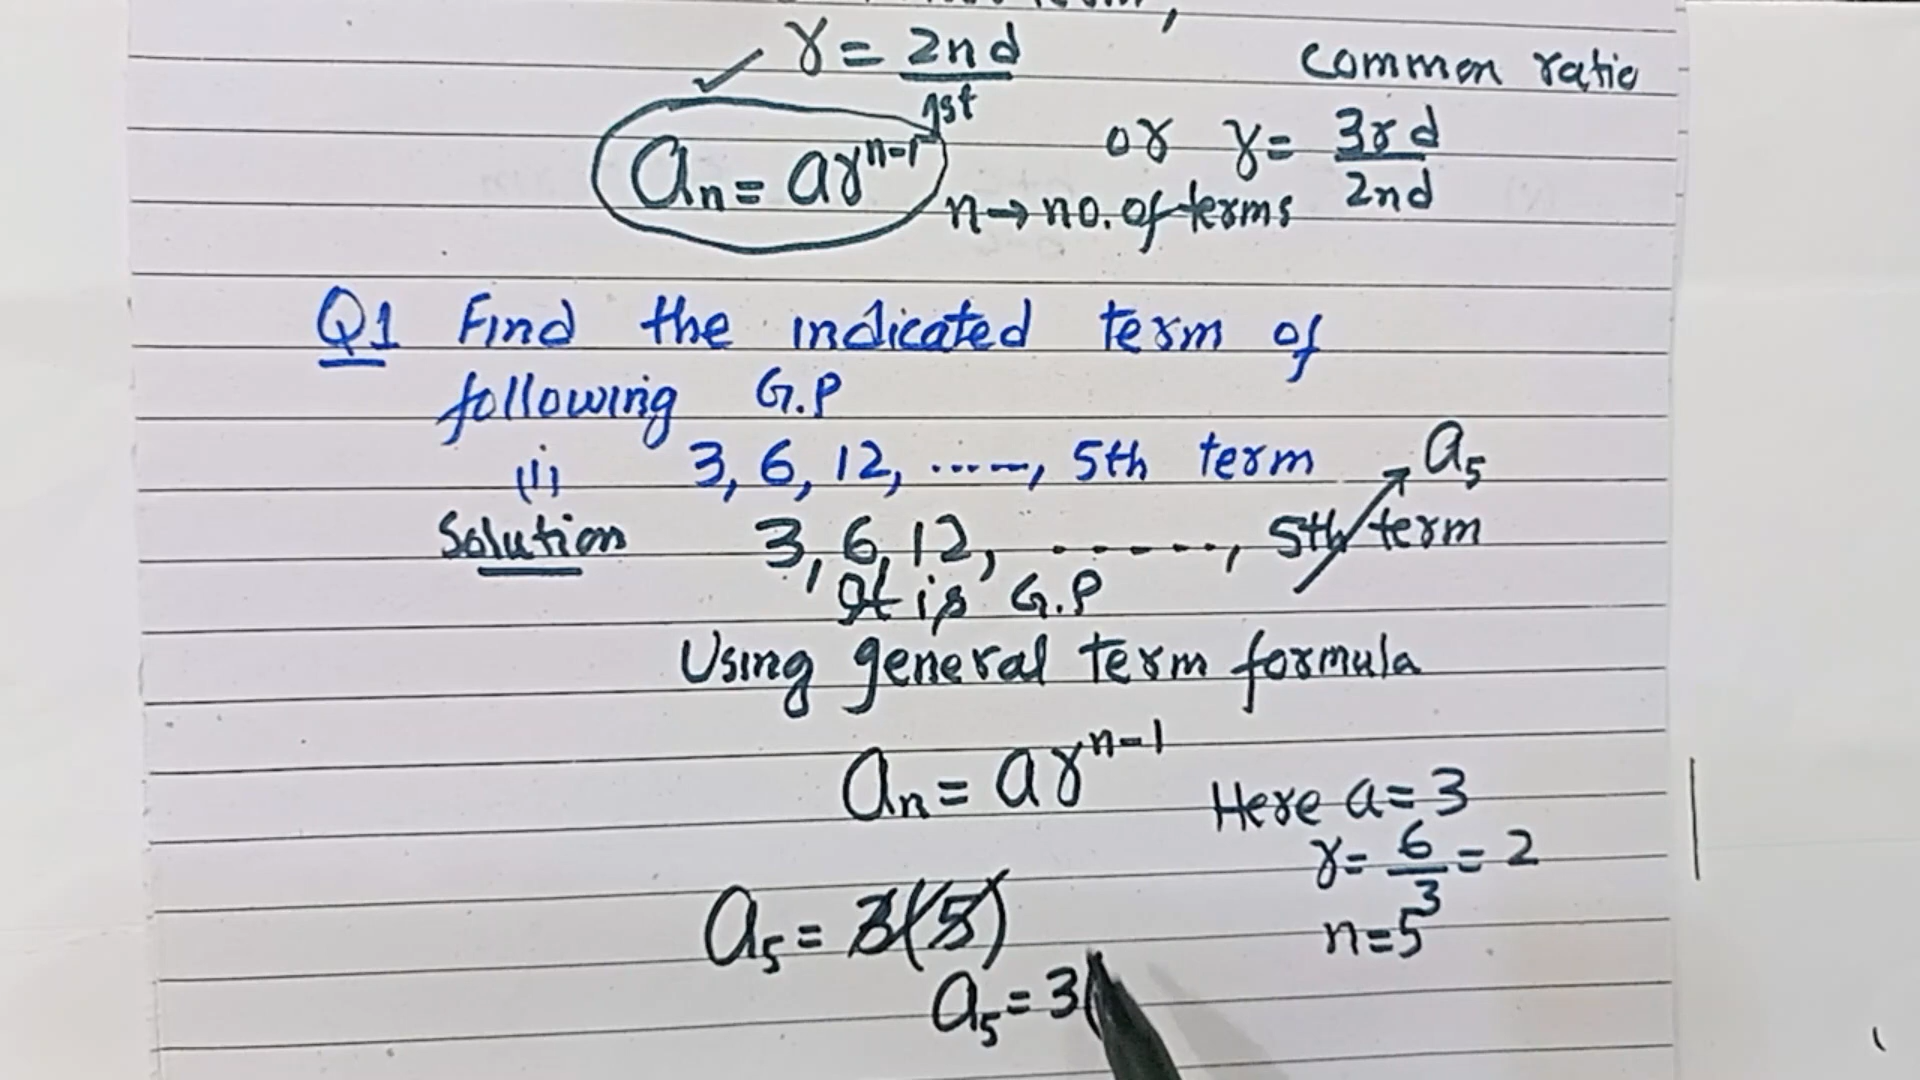 r = 2nd/1st common ratio
aₙ = arⁿ⁻¹ or r = 3rd/2nd
n → no. of terms
Q1 Find the indicated term of
following G.P
(i) 3, 6, 12, ......, 5th term a₅
Solution 3, 6, 12, ......, 5th term
It is G.P
Using general term formula
aₙ = arⁿ⁻¹
Here a = 3
r = 6/3 = 2
n = 5
a₅ = 3(5)
a₅ = 3(